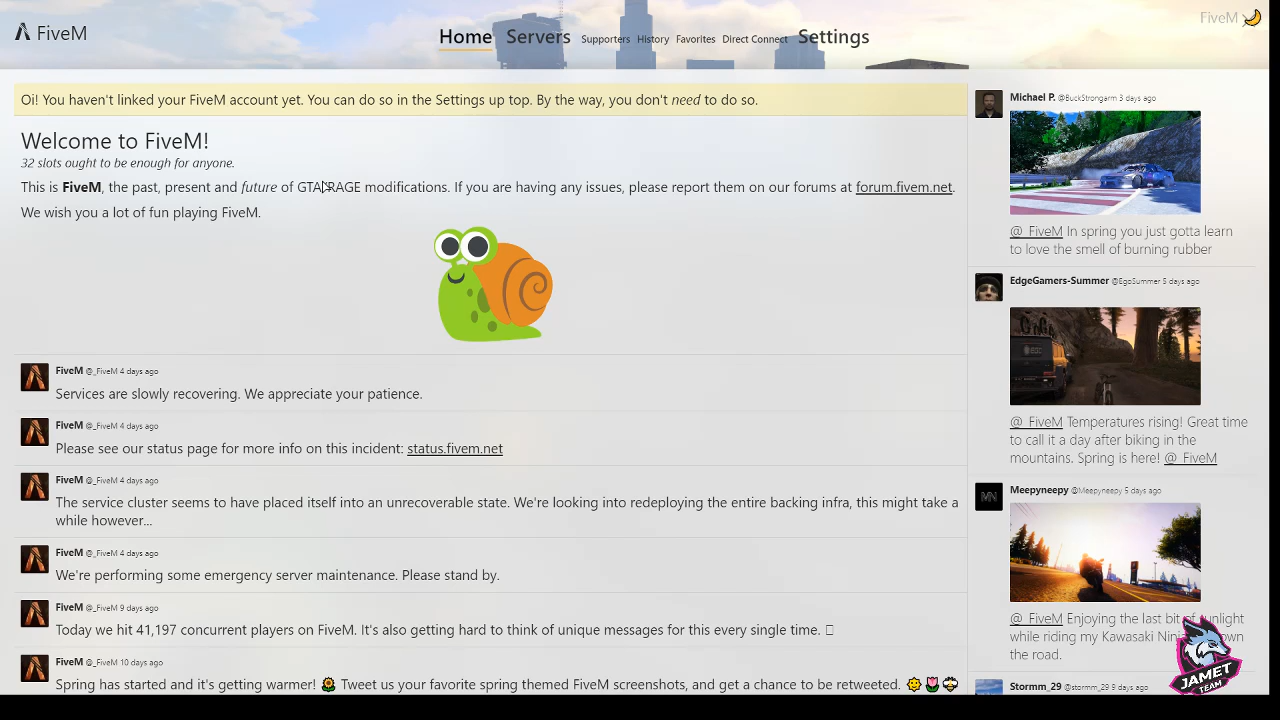 FiveM
Home Servers Supporters History Favorites Direct Connect Settings
FiveM
Oi! You haven't linked your FiveM account yet. You can do so in the Settings up top. By the way, you don't need to do so.
Welcome to FiveM!
32 slots ought to be enough for anyone.
This is FiveM, the past, present and future of GTA RAGE modifications. If you are having any issues, please report them on our forums at forum.fivem.net.
We wish you a lot of fun playing FiveM.
FiveM @_FiveM 4 days ago
Services are slowly recovering. We appreciate your patience.
FiveM @_FiveM 4 days ago
Please see our status page for more info on this incident: status.fivem.net
FiveM @_FiveM 4 days ago
The service cluster seems to have placed itself into an unrecoverable state. We're looking into redeploying the entire backing infra, this might take a
while however...
FiveM @_FiveM 4 days ago
We're performing some emergency server maintenance. Please stand by.
FiveM @_FiveM 9 days ago
Today we hit 41,197 concurrent players on FiveM. It's also getting hard to think of unique messages for this every single time.
FiveM @_FiveM 10 days ago
Spring has started and it's getting warmer! 🌻 Tweet us your favorite spring themed FiveM screenshots, and get a chance to be retweeted. 🌞🌷🐝
Michael P. @BuckStrongarm 3 days ago
@_FiveM In spring you just gotta learn
to love the smell of burning rubber
EdgeGamers-Summer @EgoSummer 5 days ago
@_FiveM Temperatures rising! Great time
to call it a day after biking in the
mountains. Spring is here! @_FiveM
Meepyneepy @Meepyneepy 5 days ago
MN
@_FiveM Enjoying the last bit of sunlight
while riding my Kawasaki Ninja down
the road.
Stormm_29 @stormm_29 9 days ago
JAMET
TEAM